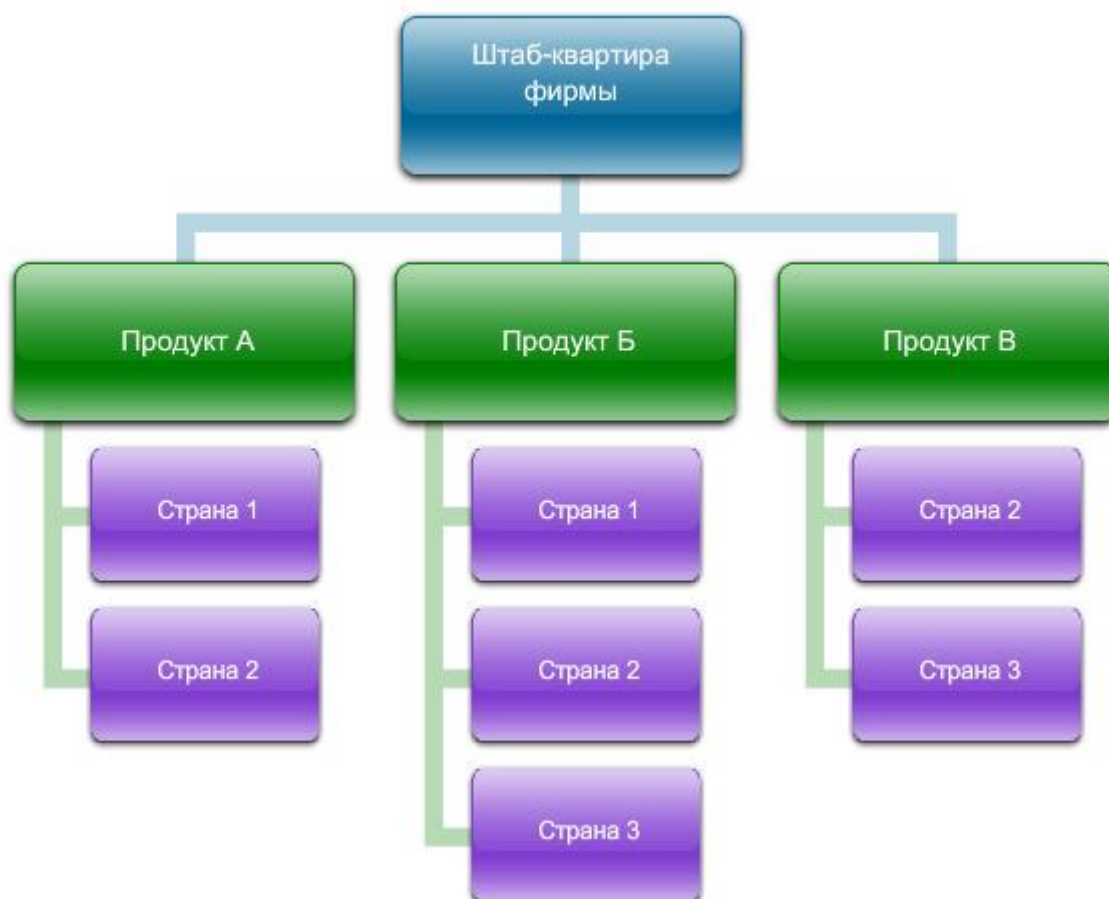 Штаб-квартира
фирмы
Продукт А
Продукт Б
Продукт В
Страна 1
Страна 1
Страна 2
Страна 2
Страна 2
Страна 3
Страна 3